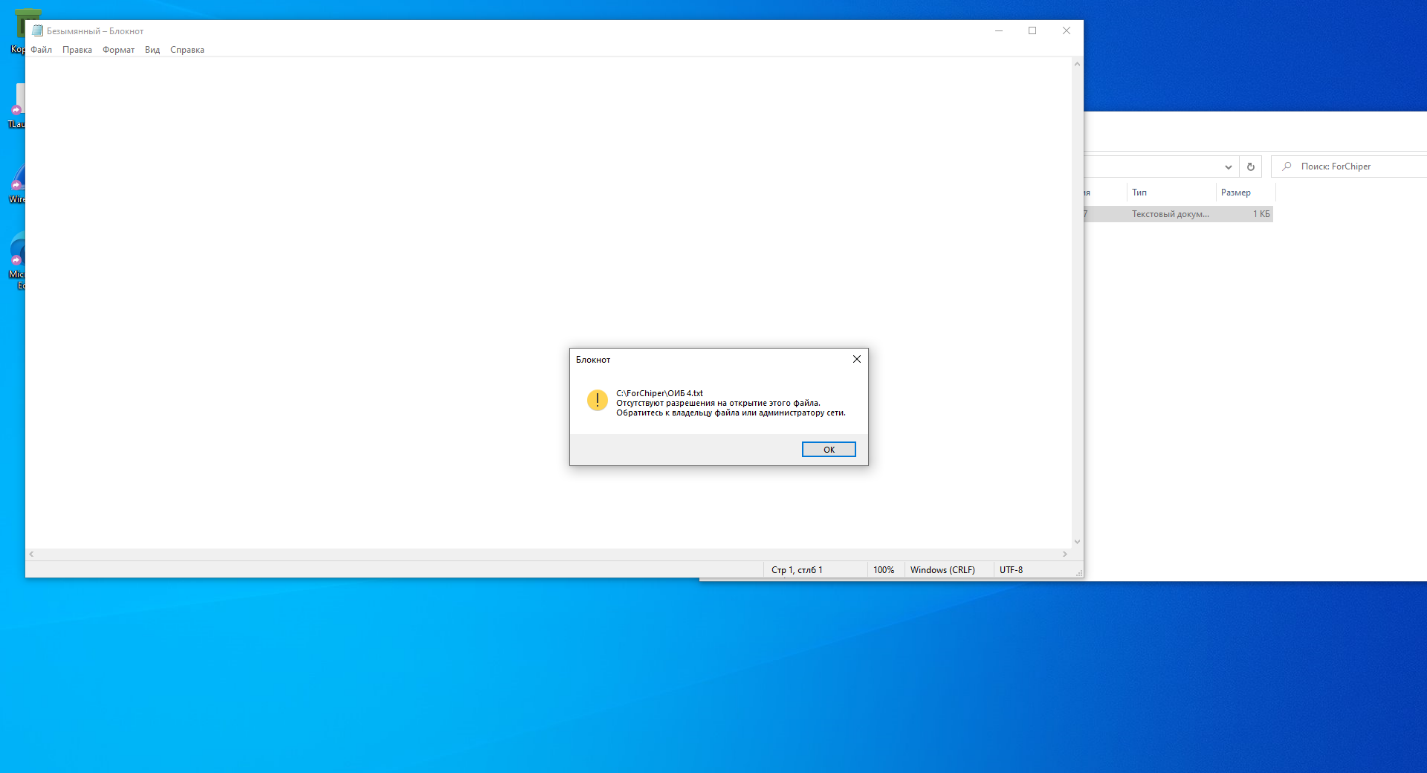 Безымянный – Блокнот
Файл Правка Формат Вид Справка
Поиск: ForChiper
Тип Размер
7 Текстовый докум... 1 КБ
Блокнот
C:\ForChiper\ОИБ 4.txt
Отсутствуют разрешения на открытие этого файла.
Обратитесь к владельцу файла или администратору сети.
ОК
Стр 1, стлб 1 100% Windows (CRLF) UTF-8